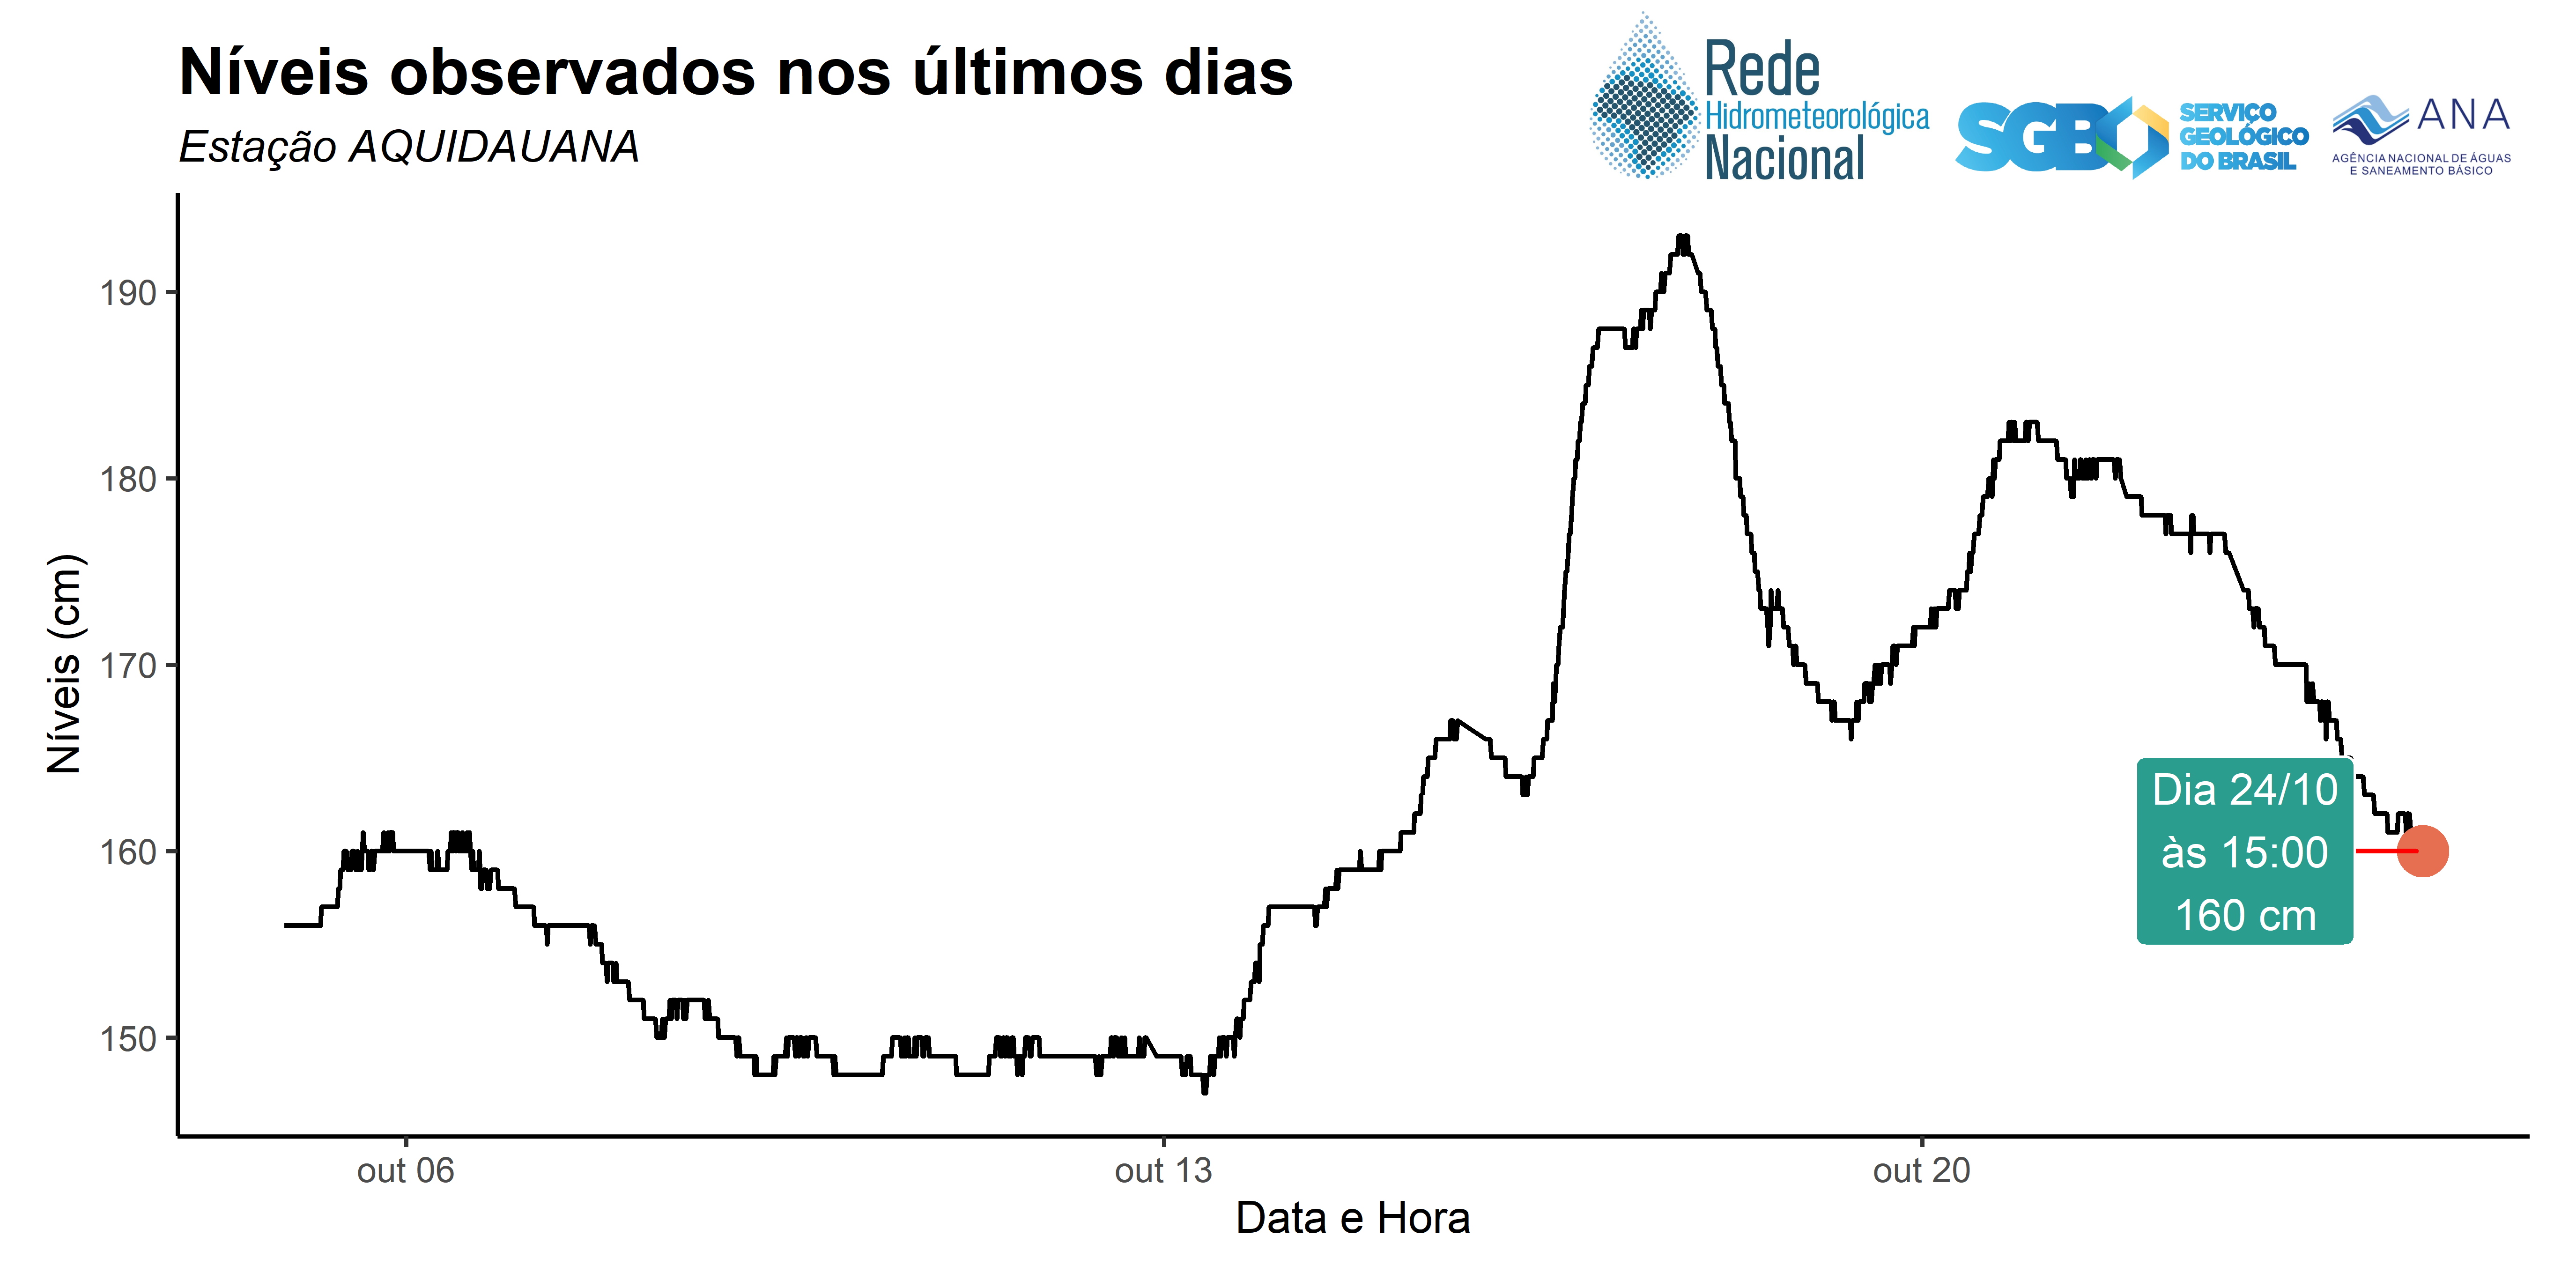 Níveis observados nos últimos dias
Estação AQUIDAUANA
Rede
Hidrometeorológica
Nacional
SGB
SERVIÇO
GEOLÓGICO
DO BRASIL
ANA
AGÊNCIA NACIONAL DE ÁGUAS
E SANEAMENTO BÁSICO
Níveis (cm)
190
180
170
160
150
Dia 24/10
às 15:00
160 cm
out 06
out 13
out 20
Data e Hora